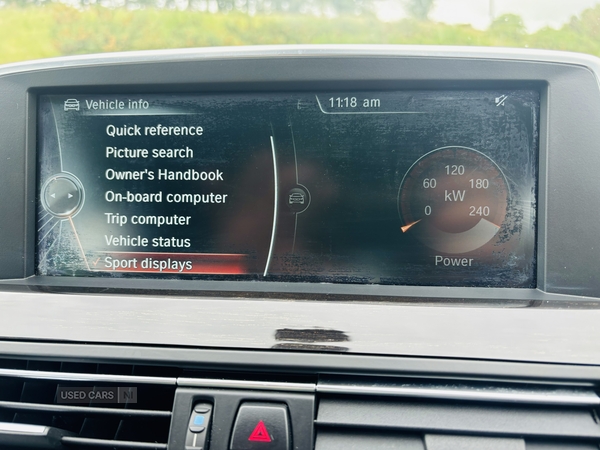 Vehicle info
11:18 am
Quick reference
Picture search
Owner's Handbook
On-board computer
Trip computer
Vehicle status
Sport displays
120
60 180
kW
0 240
Power
USED CARS NI